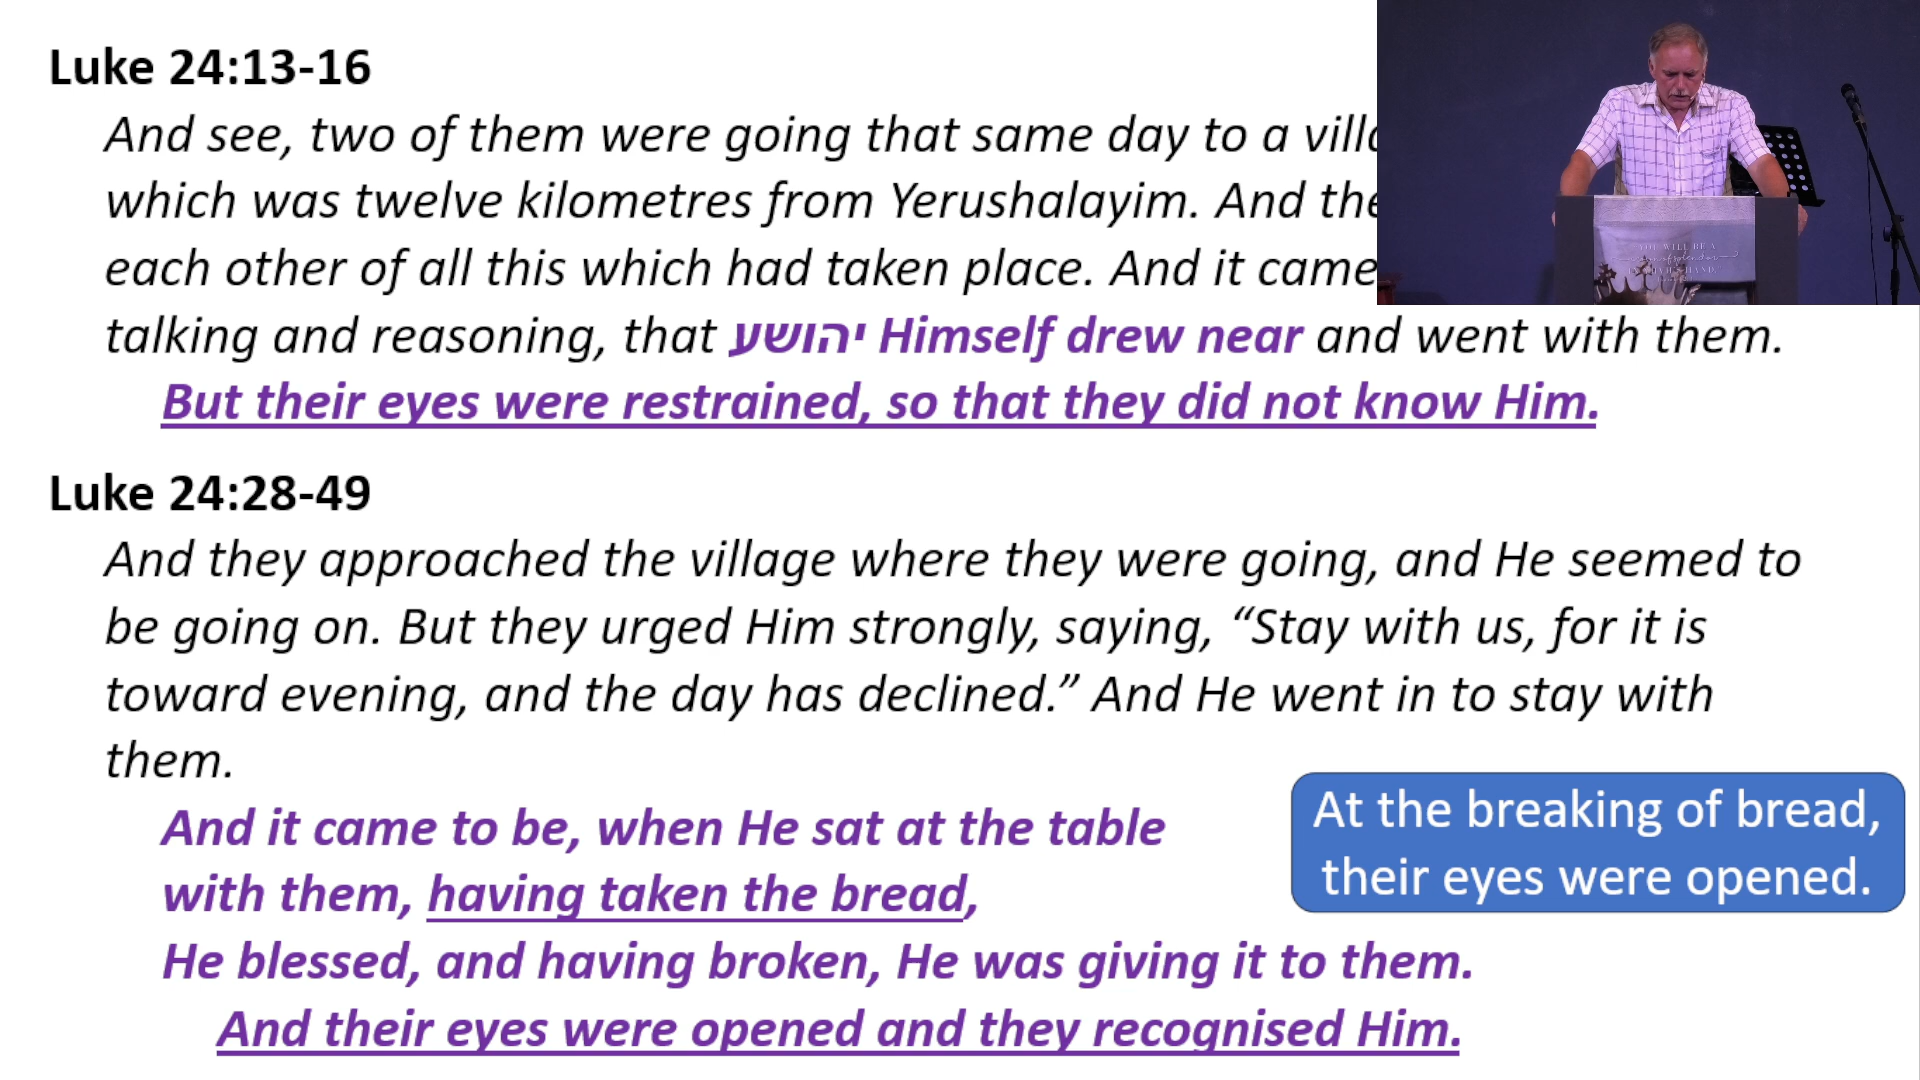 Luke 24:13-16
And see, two of them were going that same day to a
which was twelve kilometres from Yerushalayim. And
each other of all this which had taken place. And it came
talking and reasoning, that יהושע Himself drew near and went with them.
But their eyes were restrained, so that they did not know Him.
Luke 24:28-49
And they approached the village where they were going, and He seemed to
be going on. But they urged Him strongly, saying, “Stay with us, for it is
toward evening, and the day has declined.” And He went in to stay with
them.
And it came to be, when He sat at the table
with them, having taken the bread,
He blessed, and having broken, He was giving it to them.
And their eyes were opened and they recognised Him.
At the breaking of bread,
their eyes were opened.
YOU WILL BE A